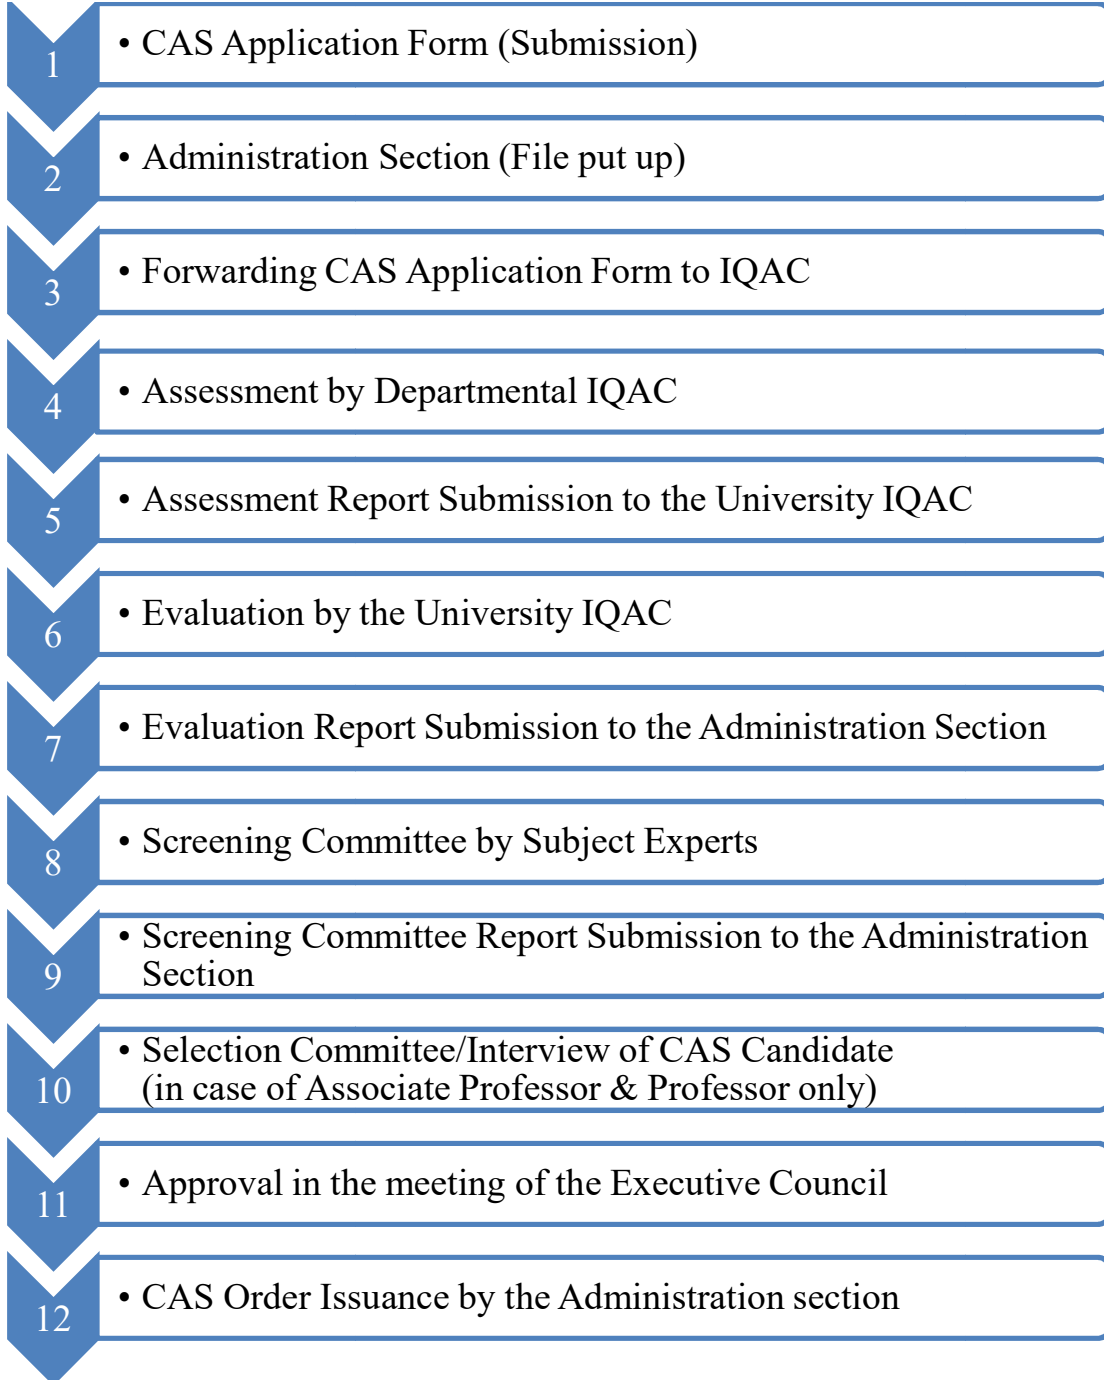 1
• CAS Application Form (Submission)
2
• Administration Section (File put up)
3
• Forwarding CAS Application Form to IQAC
4
• Assessment by Departmental IQAC
5
• Assessment Report Submission to the University IQAC
6
• Evaluation by the University IQAC
7
• Evaluation Report Submission to the Administration Section
8
• Screening Committee by Subject Experts
9
• Screening Committee Report Submission to the Administration
Section
10
• Selection Committee/Interview of CAS Candidate
(in case of Associate Professor & Professor only)
11
• Approval in the meeting of the Executive Council
12
• CAS Order Issuance by the Administration section